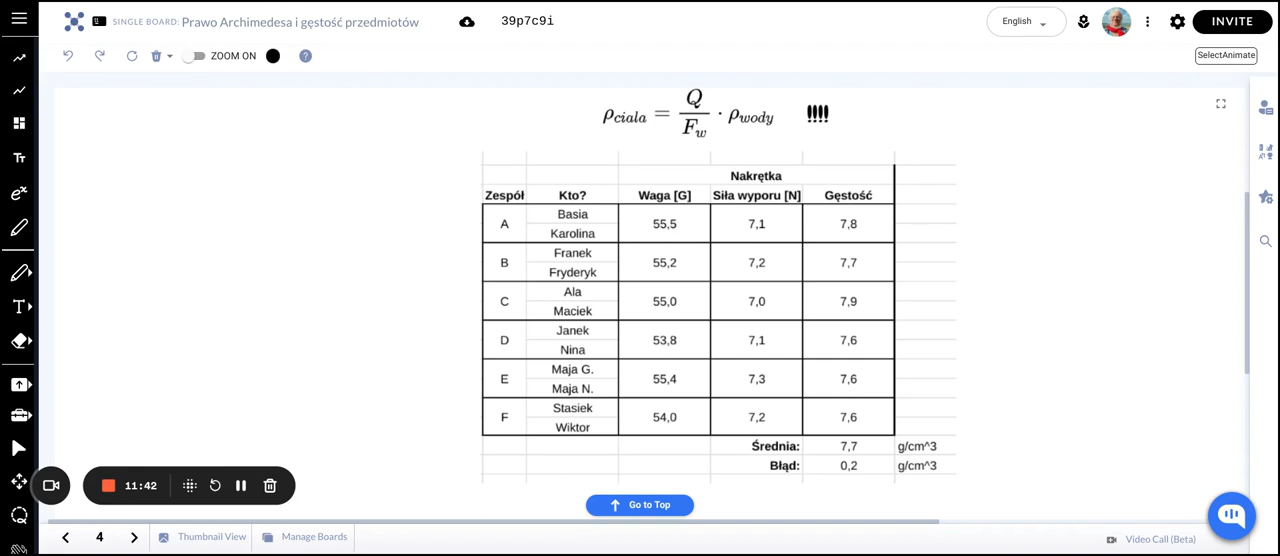 SINGLE BOARD: Prawo Archimedesa i gęstość przedmiotów 39p7c9i English INVITE
ZOOM ON ? SelectAnimate
ρ_ciala = Q / F_w · ρ_wody !!!!
Nakrętka
Zespół Kto? Waga [G] Siła wyporu [N] Gęstość
A Basia Karolina 55,5 7,1 7,8
B Franek Fryderyk 55,2 7,2 7,7
C Ala Maciek 55,0 7,0 7,9
D Janek Nina 53,8 7,1 7,6
E Maja G. Maja N. 55,4 7,3 7,6
F Stasiek Wiktor 54,0 7,2 7,6
Średnia: 7,7 g/cm^3
Błąd: 0,2 g/cm^3
11:42
Go to Top
4 Thumbnail View Manage Boards Video Call (Beta)